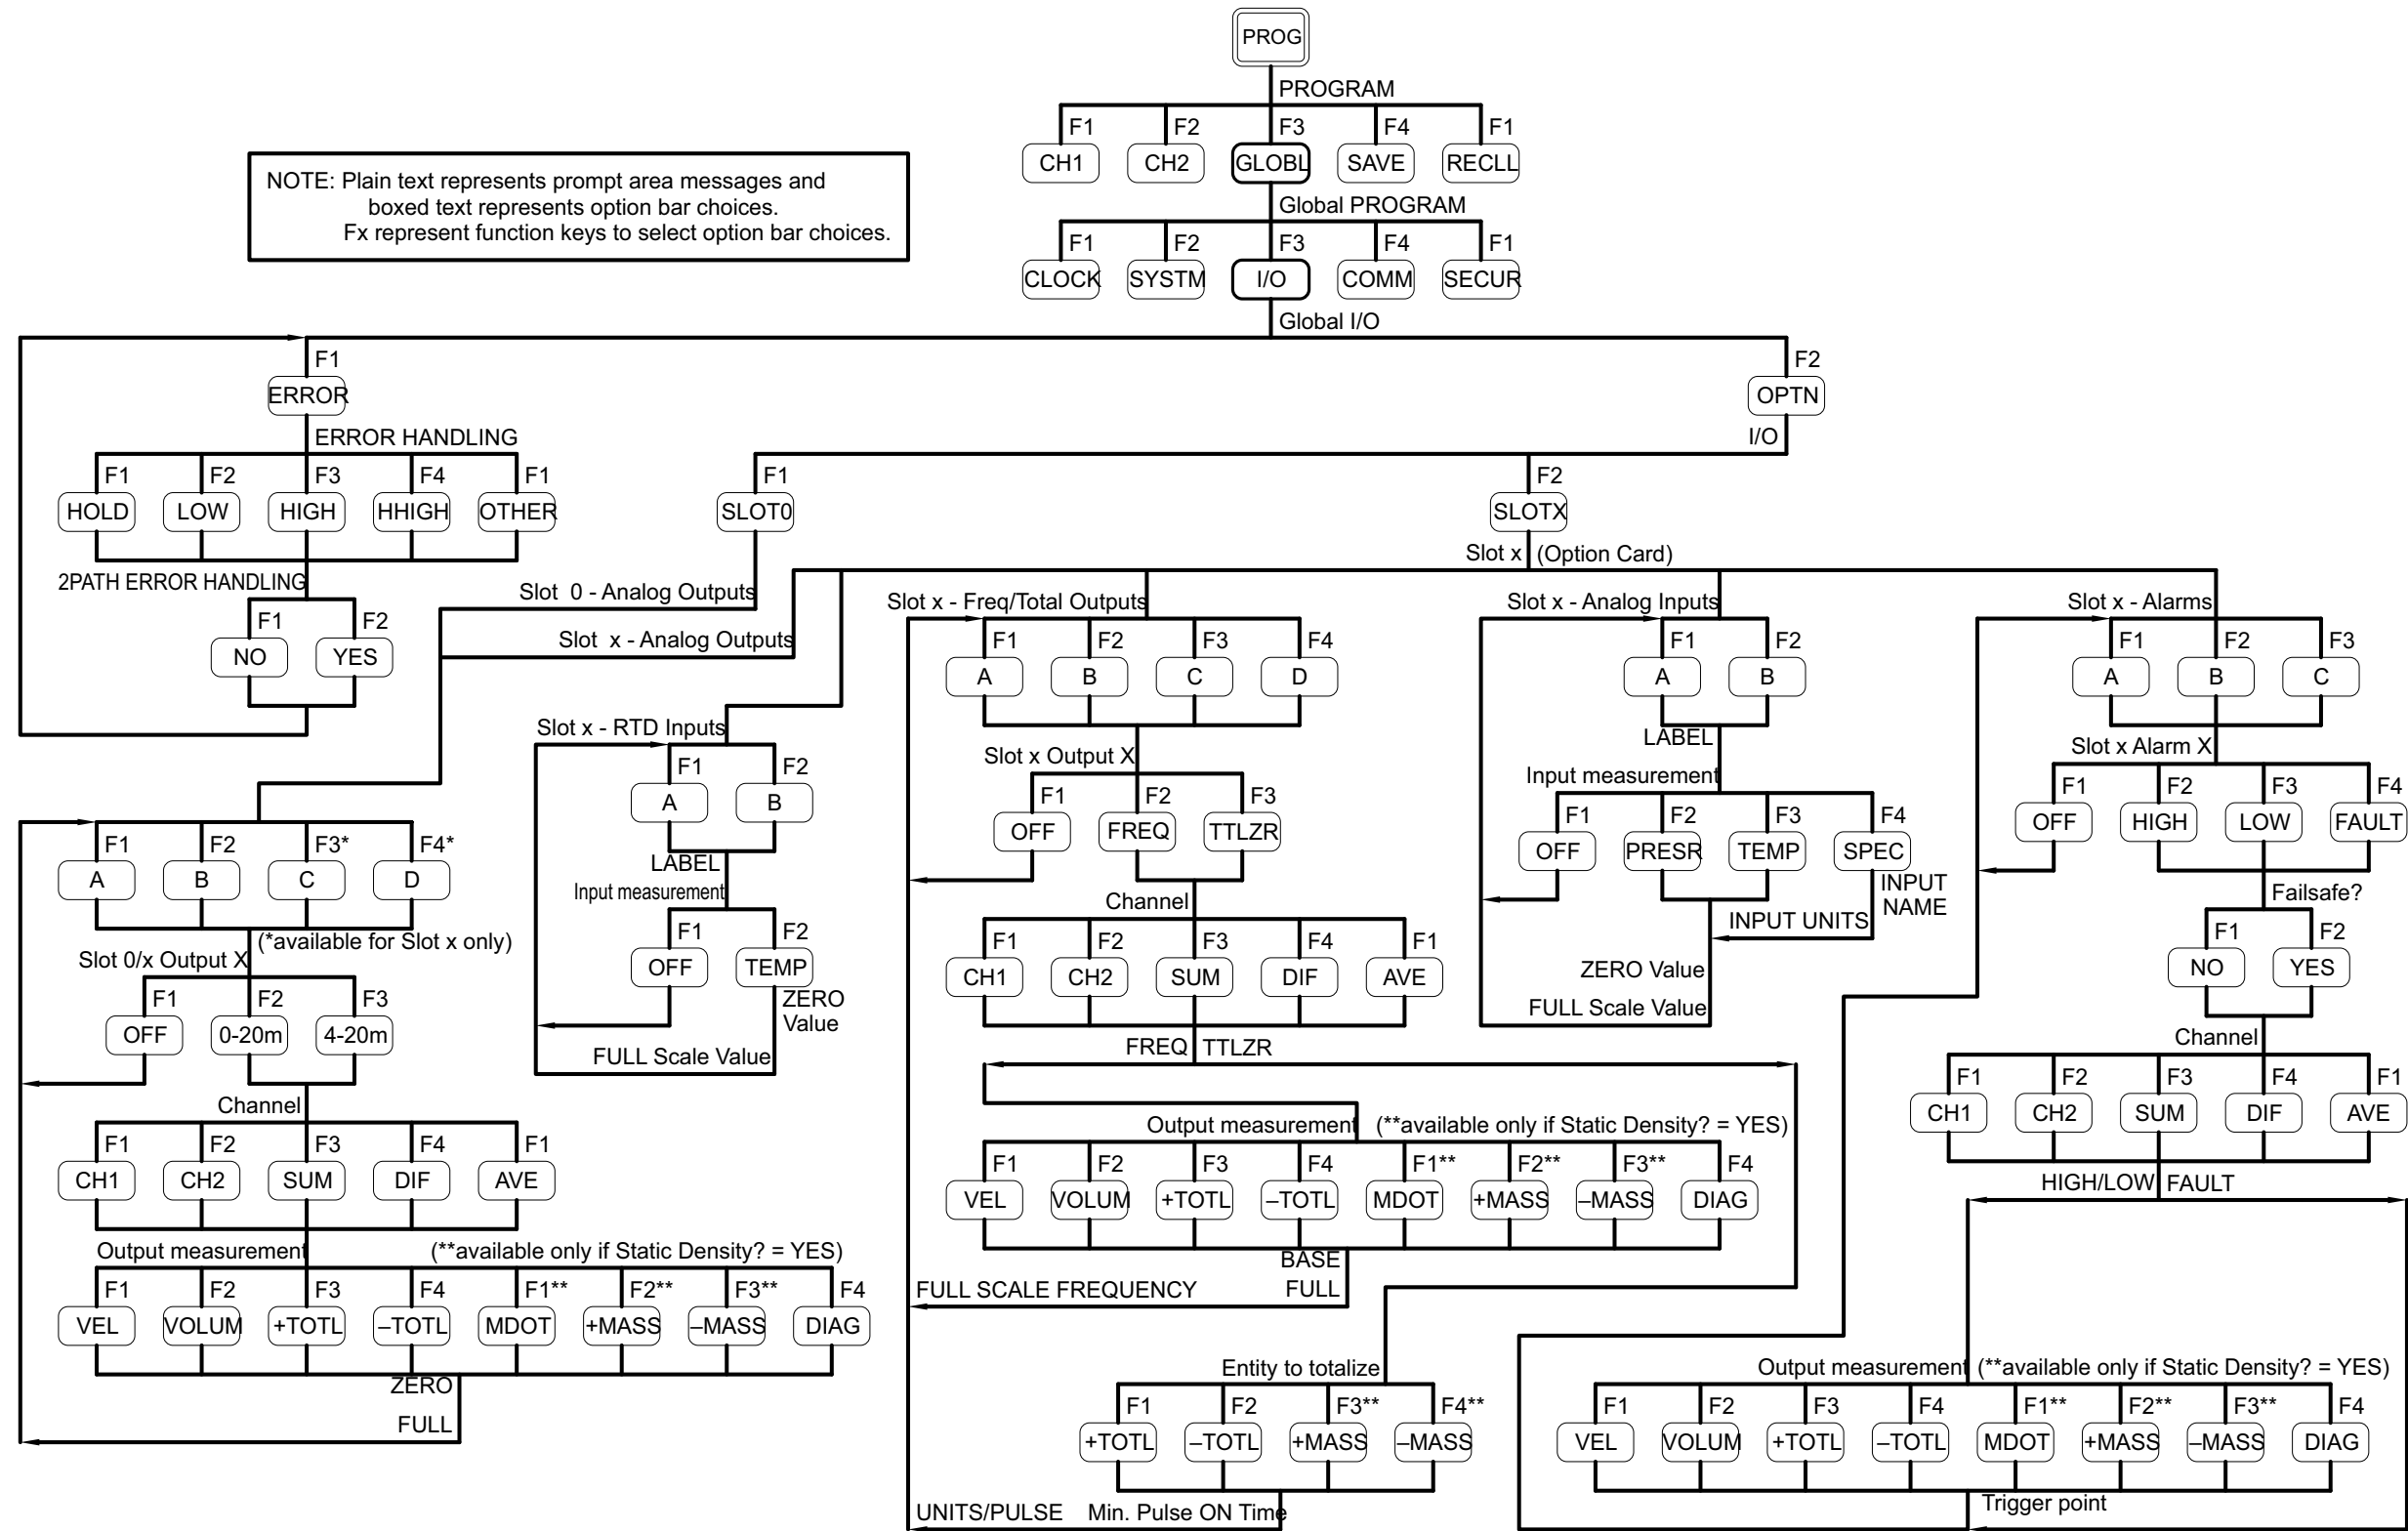 PROG
PROGRAM
F1 F2 F3 F4 F1
CH1 CH2 GLOBL SAVE RECLL
NOTE: Plain text represents prompt area messages and
boxed text represents option bar choices.
Fx represent function keys to select option bar choices.
Global PROGRAM
F1 F2 F3 F4 F1
CLOCK SYSTM I/O COMM SECUR
Global I/O
F1
ERROR
F2
OPTN
ERROR HANDLING
I/O
F1 F2 F3 F4 F1
HOLD LOW HIGH HHIGH OTHER
F1
SLOT0
F2
SLOTX
2PATH ERROR HANDLING
F1 F2
NO YES
Slot x (Option Card)
Slot 0 - Analog Outputs
Slot x - Analog Outputs
F1 F2 F3* F4*
A B C D
(*available for Slot x only)
Slot 0/x Output X
F1 F2 F3
OFF 0-20m 4-20m
Channel
F1 F2 F3 F4 F1
CH1 CH2 SUM DIF AVE
Output measurement (**available only if Static Density? = YES)
F1 F2 F3 F4 F1** F2** F3** F4
VEL VOLUM +TOTL –TOTL MDOT +MASS –MASS DIAG
ZERO
FULL
Slot x - RTD Inputs
F1 F2
A B
LABEL
Input measurement
F1 F2
OFF TEMP
ZERO
Value
FULL Scale Value
Slot x - Freq/Total Outputs
F1 F2 F3 F4
A B C D
Slot x Output X
F1 F2 F3
OFF FREQ TTLZR
Channel
F1 F2 F3 F4 F1
CH1 CH2 SUM DIF AVE
FREQ TTLZR
Output measurement (**available only if Static Density? = YES)
F1 F2 F3 F4 F1** F2** F3** F4
VEL VOLUM +TOTL –TOTL MDOT +MASS –MASS DIAG
BASE
FULL SCALE FREQUENCY FULL
Entity to totalize
F1 F2 F3** F4**
+TOTL –TOTL +MASS –MASS
UNITS/PULSE Min. Pulse ON Time
Slot x - Analog Inputs
F1 F2
A B
LABEL
Input measurement
F1 F2 F3 F4
OFF PRESR TEMP SPEC
INPUT
NAME
INPUT UNITS
ZERO Value
FULL Scale Value
Slot x - Alarms
F1 F2 F3
A B C
Slot x Alarm X
F1 F2 F3 F4
OFF HIGH LOW FAULT
Failsafe?
F1 F2
NO YES
Channel
F1 F2 F3 F4 F1
CH1 CH2 SUM DIF AVE
HIGH/LOW FAULT
Output measurement (**available only if Static Density? = YES)
F1 F2 F3 F4 F1** F2** F3** F4
VEL VOLUM +TOTL –TOTL MDOT +MASS –MASS DIAG
Trigger point